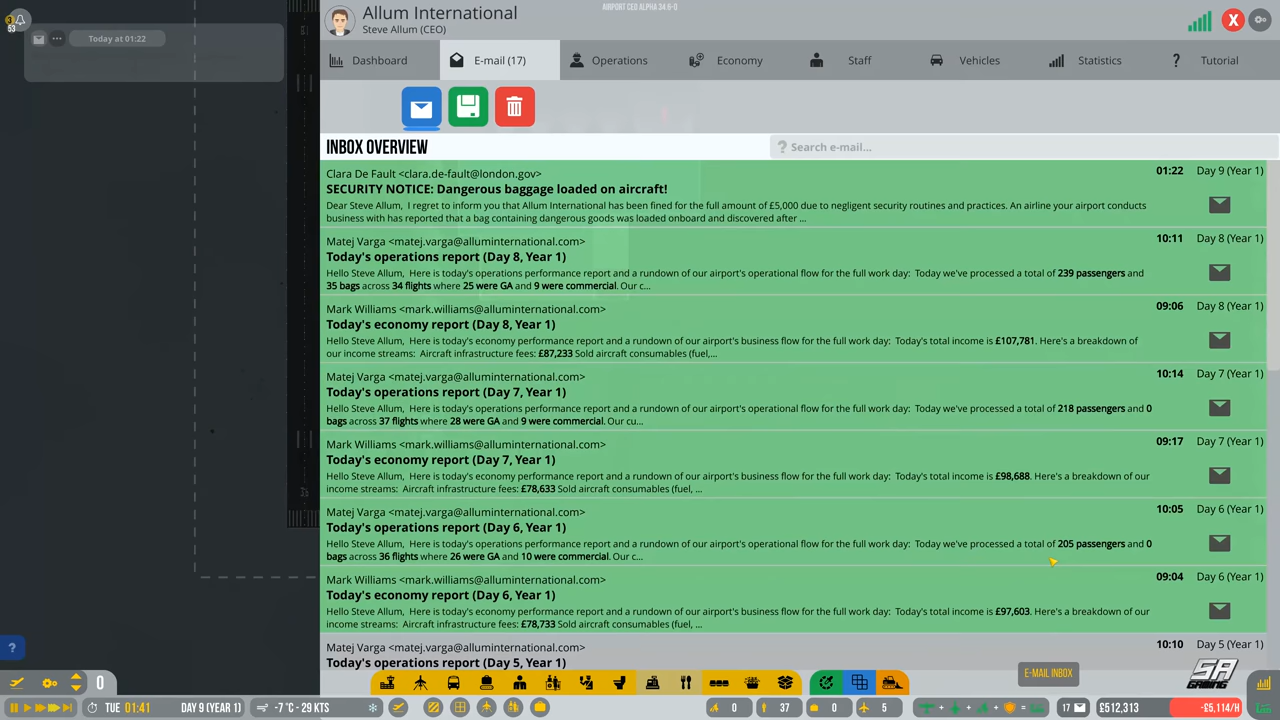 AIRPORT CEO ALPHA 34.6-0
3
53
Today at 01:22
Allum International
Steve Allum (CEO)
X
Dashboard
E-mail (17)
Operations
Economy
Staff
Vehicles
Statistics
? Tutorial
INBOX OVERVIEW
? Search e-mail...
Clara De Fault <clara.de-fault@london.gov>
01:22 Day 9 (Year 1)
SECURITY NOTICE: Dangerous baggage loaded on aircraft!
Dear Steve Allum, I regret to inform you that Allum International has been fined for the full amount of £5,000 due to negligent security routines and practices. An airline your airport conducts
business with has reported that a bag containing dangerous goods was loaded onboard and discovered after ...
Matej Varga <matej.varga@alluminternational.com>
10:11 Day 8 (Year 1)
Today's operations report (Day 8, Year 1)
Hello Steve Allum, Here is today's operations performance report and a rundown of our airport's operational flow for the full work day: Today we've processed a total of 239 passengers and
35 bags across 34 flights where 25 were GA and 9 were commercial. Our c...
Mark Williams <mark.williams@alluminternational.com>
09:06 Day 8 (Year 1)
Today's economy report (Day 8, Year 1)
Hello Steve Allum, Here is today's economy performance report and a rundown of our airport's business flow for the full work day: Today's total income is £107,781. Here's a breakdown of
our income streams: Aircraft infrastructure fees: £87,233 Sold aircraft consumables (fuel,...
Matej Varga <matej.varga@alluminternational.com>
10:14 Day 7 (Year 1)
Today's operations report (Day 7, Year 1)
Hello Steve Allum, Here is today's operations performance report and a rundown of our airport's operational flow for the full work day: Today we've processed a total of 218 passengers and 0
bags across 37 flights where 28 were GA and 9 were commercial. Our cu...
Mark Williams <mark.williams@alluminternational.com>
09:17 Day 7 (Year 1)
Today's economy report (Day 7, Year 1)
Hello Steve Allum, Here is today's economy performance report and a rundown of our airport's business flow for the full work day: Today's total income is £98,688. Here's a breakdown of our
income streams: Aircraft infrastructure fees: £78,633 Sold aircraft consumables (fuel, ...
Matej Varga <matej.varga@alluminternational.com>
10:05 Day 6 (Year 1)
Today's operations report (Day 6, Year 1)
Hello Steve Allum, Here is today's operations performance report and a rundown of our airport's operational flow for the full work day: Today we've processed a total of 205 passengers and 0
bags across 36 flights where 26 were GA and 10 were commercial. Our c...
Mark Williams <mark.williams@alluminternational.com>
09:04 Day 6 (Year 1)
Today's economy report (Day 6, Year 1)
Hello Steve Allum, Here is today's economy performance report and a rundown of our airport's business flow for the full work day: Today's total income is £97,603. Here's a breakdown of our
income streams: Aircraft infrastructure fees: £78,733 Sold aircraft consumables (fuel, ...
Matej Varga <matej.varga@alluminternational.com>
10:10 Day 5 (Year 1)
Today's operations report (Day 5, Year 1)
?
E-MAIL INBOX
SA
GAMING
0
TUE 01:41 DAY 9 (YEAR 1)
-7 °C - 29 KTS
0
37
0
5
17
£512,313
-£5,114/H